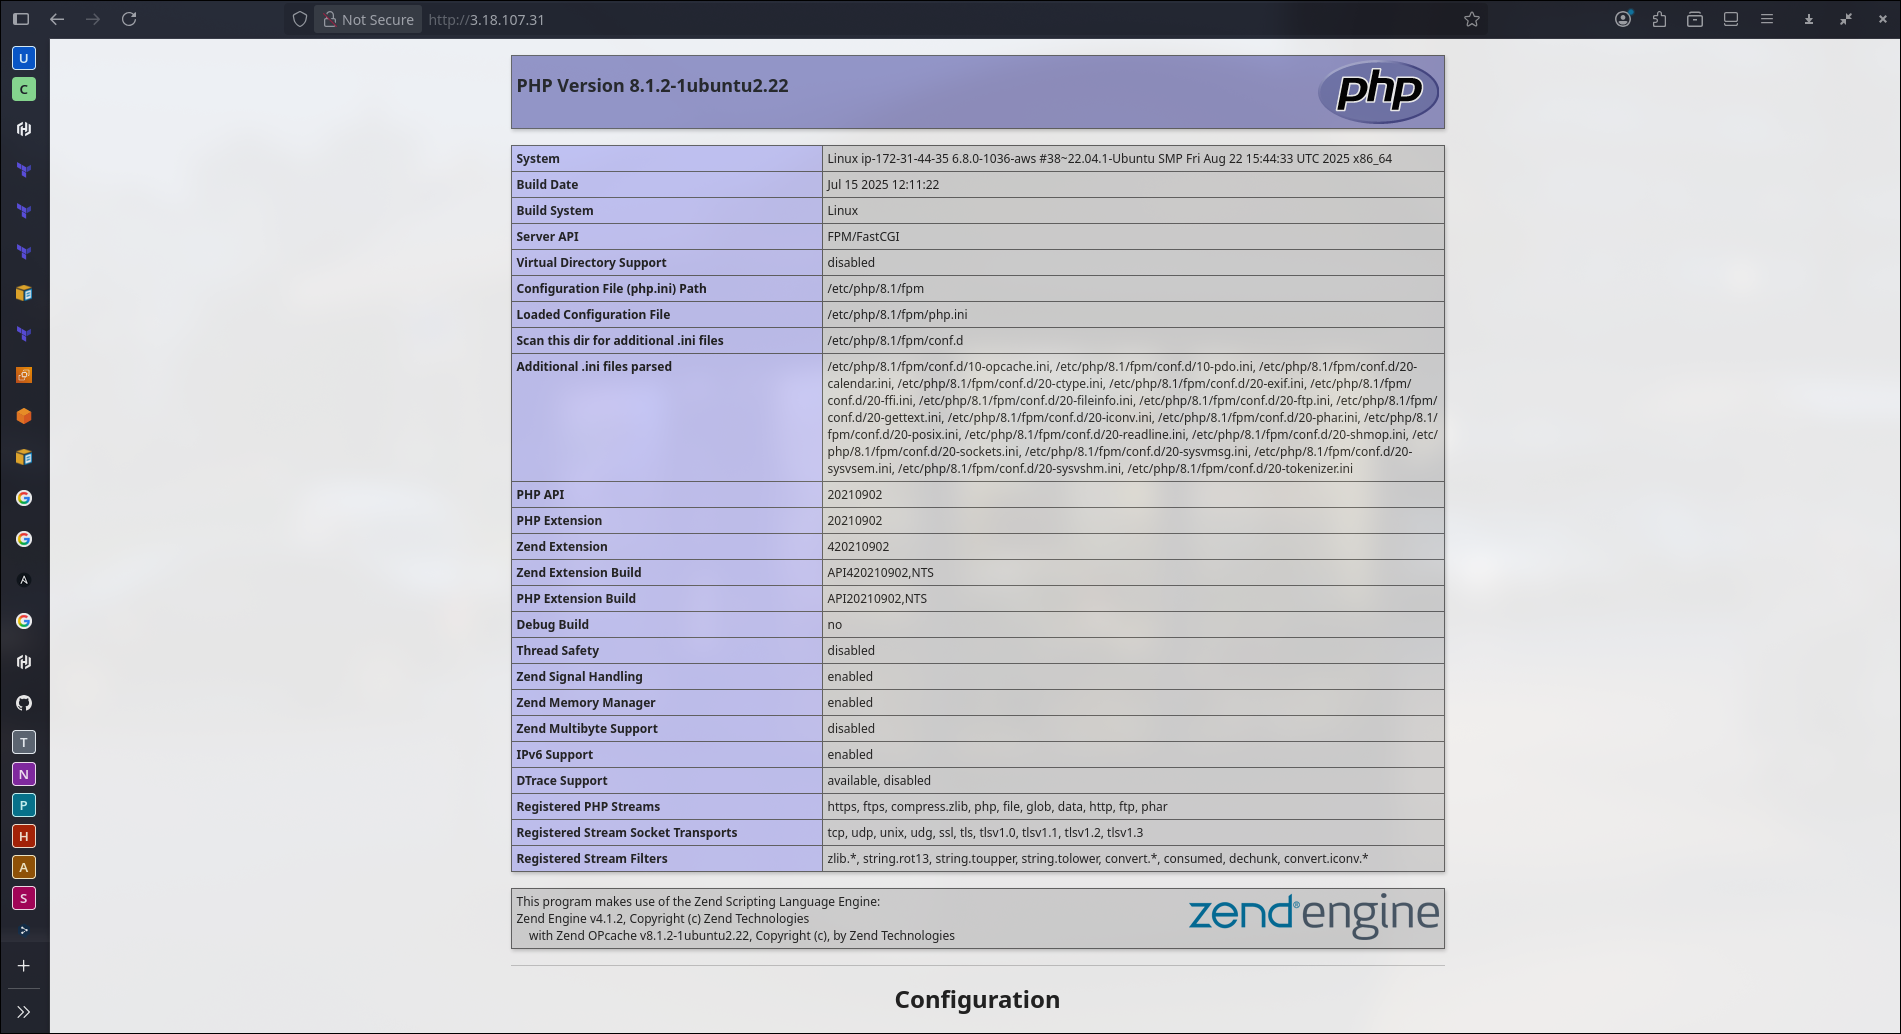 Not Secure http://3.18.107.31
U
C
A
T
N
P
H
A
S
PHP Version 8.1.2-1ubuntu2.22
php
System Linux ip-172-31-44-35 6.8.0-1036-aws #38~22.04.1-Ubuntu SMP Fri Aug 22 15:44:33 UTC 2025 x86_64
Build Date Jul 15 2025 12:11:22
Build System Linux
Server API FPM/FastCGI
Virtual Directory Support disabled
Configuration File (php.ini) Path /etc/php/8.1/fpm
Loaded Configuration File /etc/php/8.1/fpm/php.ini
Scan this dir for additional .ini files /etc/php/8.1/fpm/conf.d
Additional .ini files parsed /etc/php/8.1/fpm/conf.d/10-opcache.ini, /etc/php/8.1/fpm/conf.d/10-pdo.ini, /etc/php/8.1/fpm/conf.d/20-
calendar.ini, /etc/php/8.1/fpm/conf.d/20-ctype.ini, /etc/php/8.1/fpm/conf.d/20-exif.ini, /etc/php/8.1/fpm/
conf.d/20-ffi.ini, /etc/php/8.1/fpm/conf.d/20-fileinfo.ini, /etc/php/8.1/fpm/conf.d/20-ftp.ini, /etc/php/8.1/fpm/
conf.d/20-gettext.ini, /etc/php/8.1/fpm/conf.d/20-iconv.ini, /etc/php/8.1/fpm/conf.d/20-phar.ini, /etc/php/8.1/
fpm/conf.d/20-posix.ini, /etc/php/8.1/fpm/conf.d/20-readline.ini, /etc/php/8.1/fpm/conf.d/20-shmop.ini, /etc/
php/8.1/fpm/conf.d/20-sockets.ini, /etc/php/8.1/fpm/conf.d/20-sysvmsg.ini, /etc/php/8.1/fpm/conf.d/20-
sysvsem.ini, /etc/php/8.1/fpm/conf.d/20-sysvshm.ini, /etc/php/8.1/fpm/conf.d/20-tokenizer.ini
PHP API 20210902
PHP Extension 20210902
Zend Extension 420210902
Zend Extension Build API420210902,NTS
PHP Extension Build API20210902,NTS
Debug Build no
Thread Safety disabled
Zend Signal Handling enabled
Zend Memory Manager enabled
Zend Multibyte Support disabled
IPv6 Support enabled
DTrace Support available, disabled
Registered PHP Streams https, ftps, compress.zlib, php, file, glob, data, http, ftp, phar
Registered Stream Socket Transports tcp, udp, unix, udg, ssl, tls, tlsv1.0, tlsv1.1, tlsv1.2, tlsv1.3
Registered Stream Filters zlib.*, string.rot13, string.toupper, string.tolower, convert.*, consumed, dechunk, convert.iconv.*
This program makes use of the Zend Scripting Language Engine:
Zend Engine v4.1.2, Copyright (c) Zend Technologies
with Zend OPcache v8.1.2-1ubuntu2.22, Copyright (c), by Zend Technologies
zend®engine
Configuration